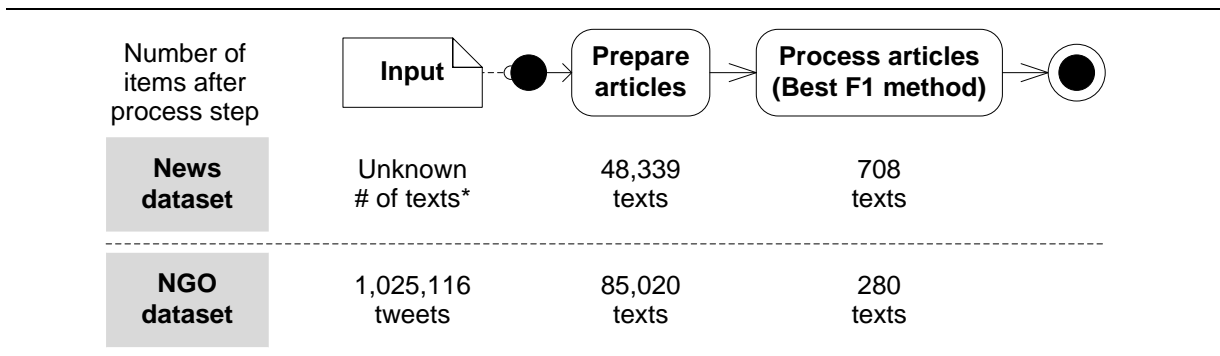 Number of
items after
process step
Input
Prepare
articles
Process articles
(Best F1 method)
News
dataset
Unknown
# of texts*
48,339
texts
708
texts
NGO
dataset
1,025,116
tweets
85,020
texts
280
texts